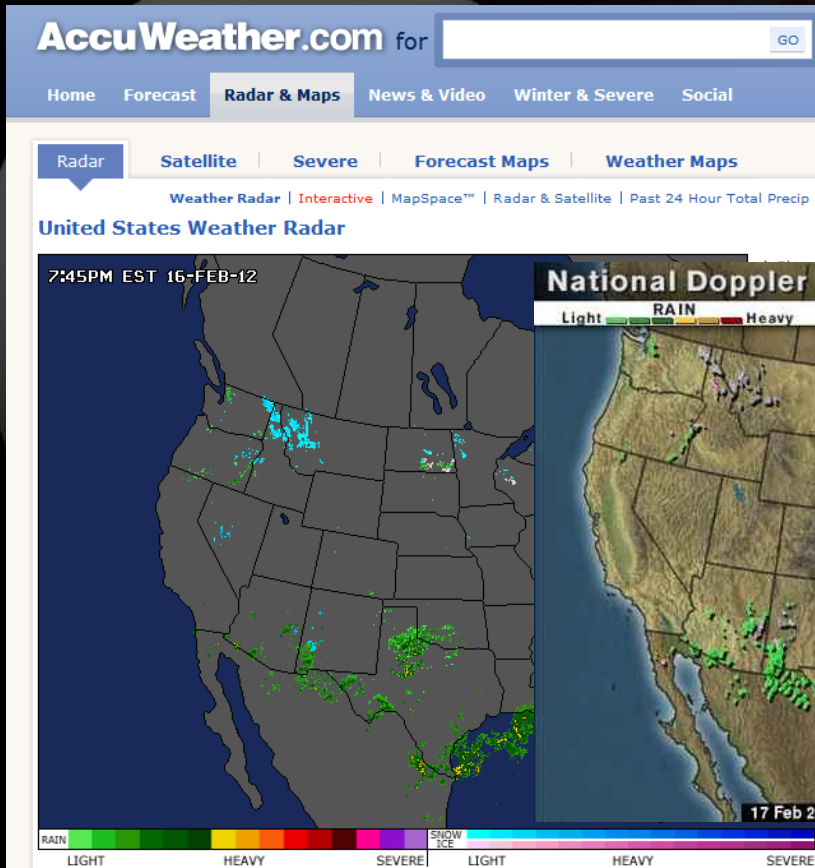 AccuWeather.com for GO
Home Forecast Radar & Maps News & Video Winter & Severe Social
Radar Satellite Severe Forecast Maps Weather Maps
Weather Radar | Interactive | MapSpace™ | Radar & Satellite | Past 24 Hour Total Precip
United States Weather Radar
7:45PM EST 16-FEB-12
National Doppler
RAIN
Light Heavy
17 Feb 2
RAIN SNOW
ICE
LIGHT HEAVY SEVERE LIGHT HEAVY SEVERE